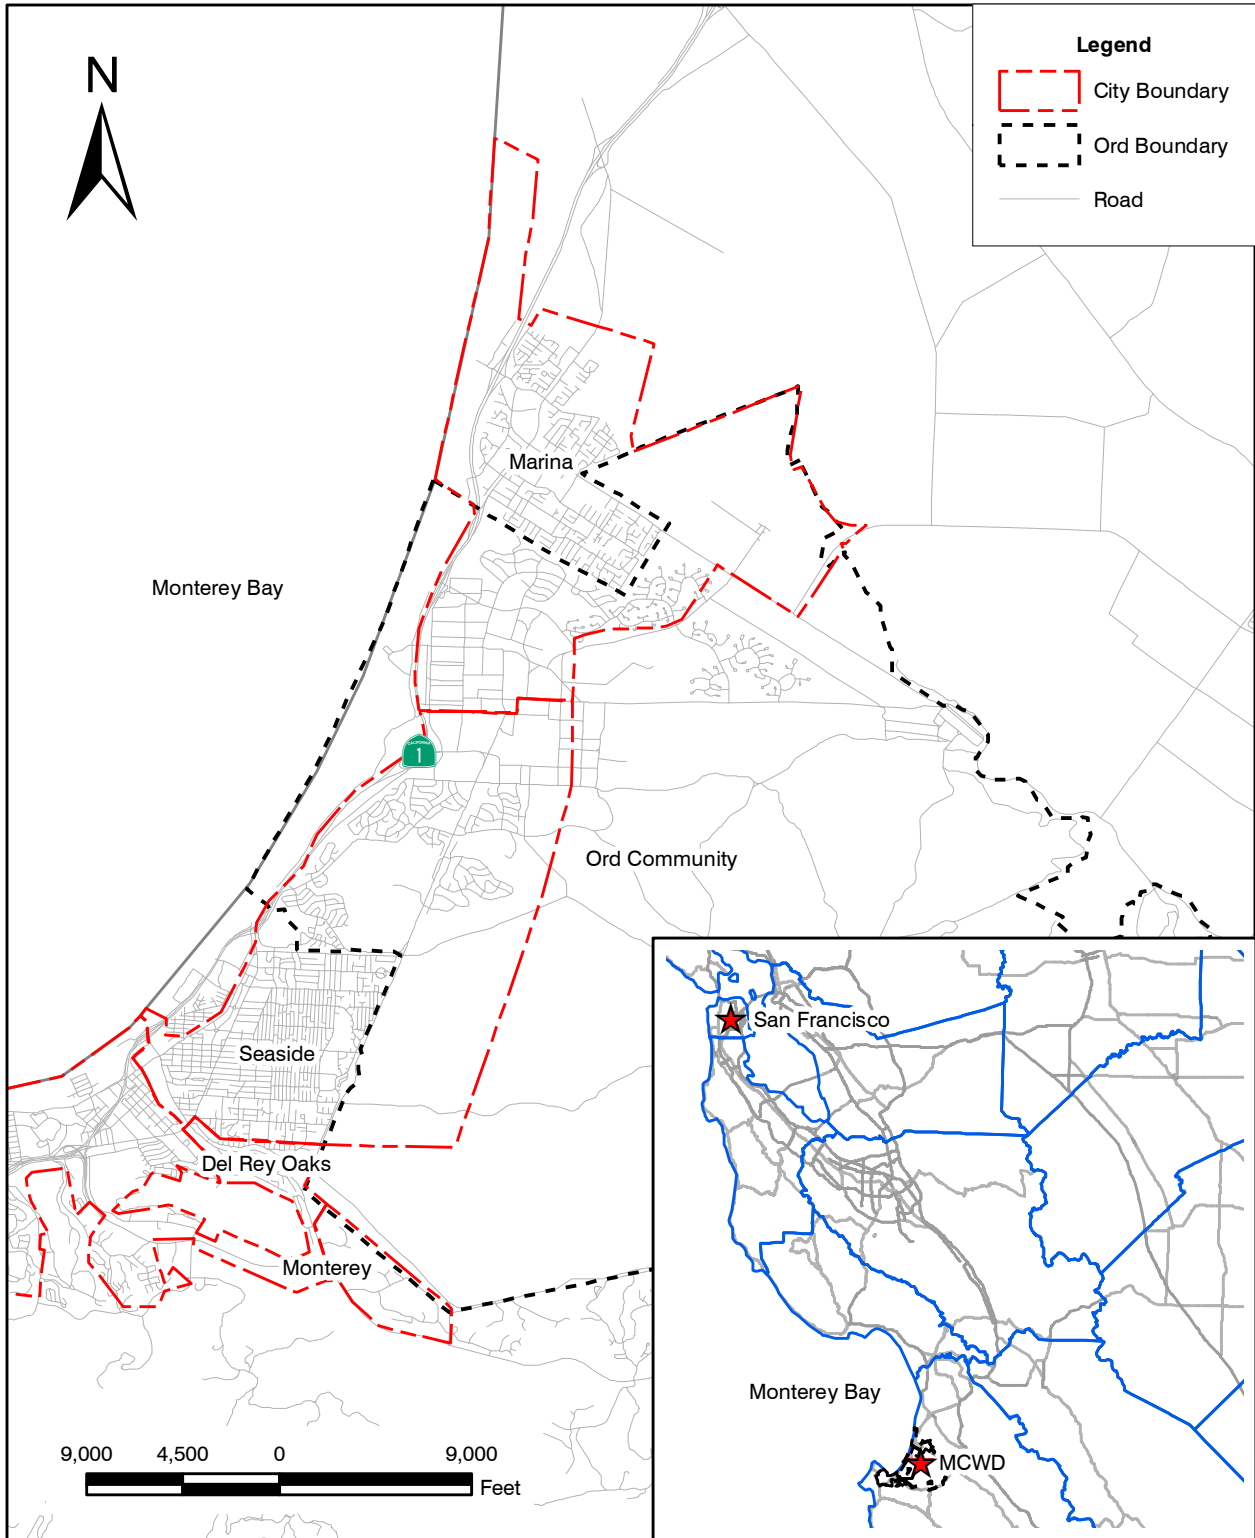 N
Legend
City Boundary
Ord Boundary
Road
Marina
Monterey Bay
CALIFORNIA
1
Ord Community
San Francisco
Seaside
Del Rey Oaks
Monterey
Monterey Bay
MCWD
9,000 4,500 0 9,000
Feet